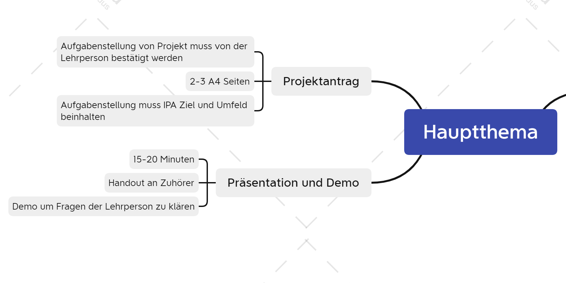 Aufgabenstellung von Projekt muss von der
Lehrperson bestätigt werden
2-3 A4 Seiten
Projektantrag
Aufgabenstellung muss IPA Ziel und Umfeld
beinhalten
Hauptthema
15-20 Minuten
Handout an Zuhörer
Präsentation und Demo
Demo um Fragen der Lehrperson zu klären